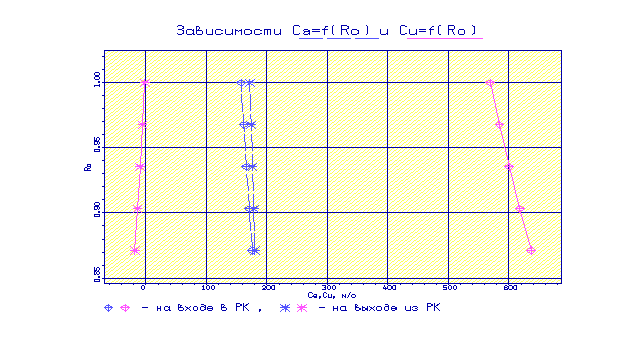 Зависимости Ca=f(Ro) и Cu=f(Ro)
1.00
0.95
0.90
0.85
Ro
0 100 200 300 400 500 600
Ca,Cu, м/с
- на входе в РК , - на выходе из РК